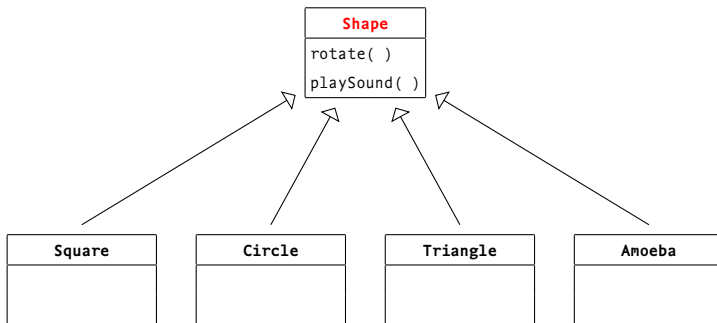 Shape
rotate( )
playSound( )
Square
Circle
Triangle
Amoeba